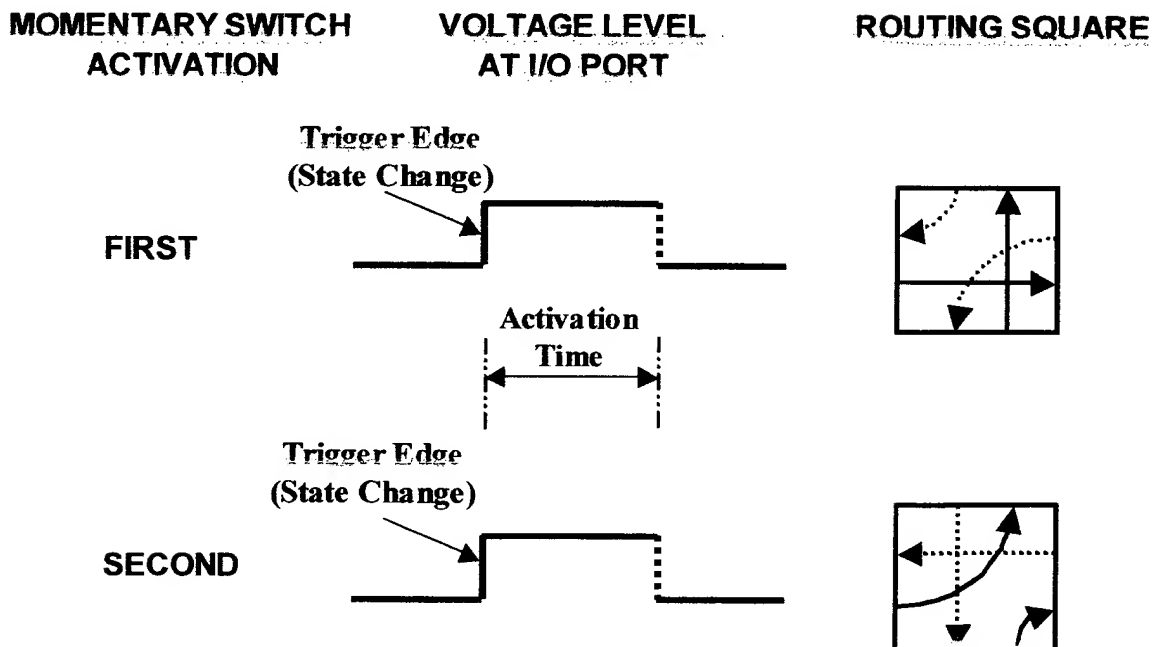 MOMENTARY SWITCH
ACTIVATION
VOLTAGE LEVEL
AT I/O PORT
ROUTING SQUARE
Trigger Edge
(State Change)
FIRST
Activation
Time
Trigger Edge
(State Change)
SECOND